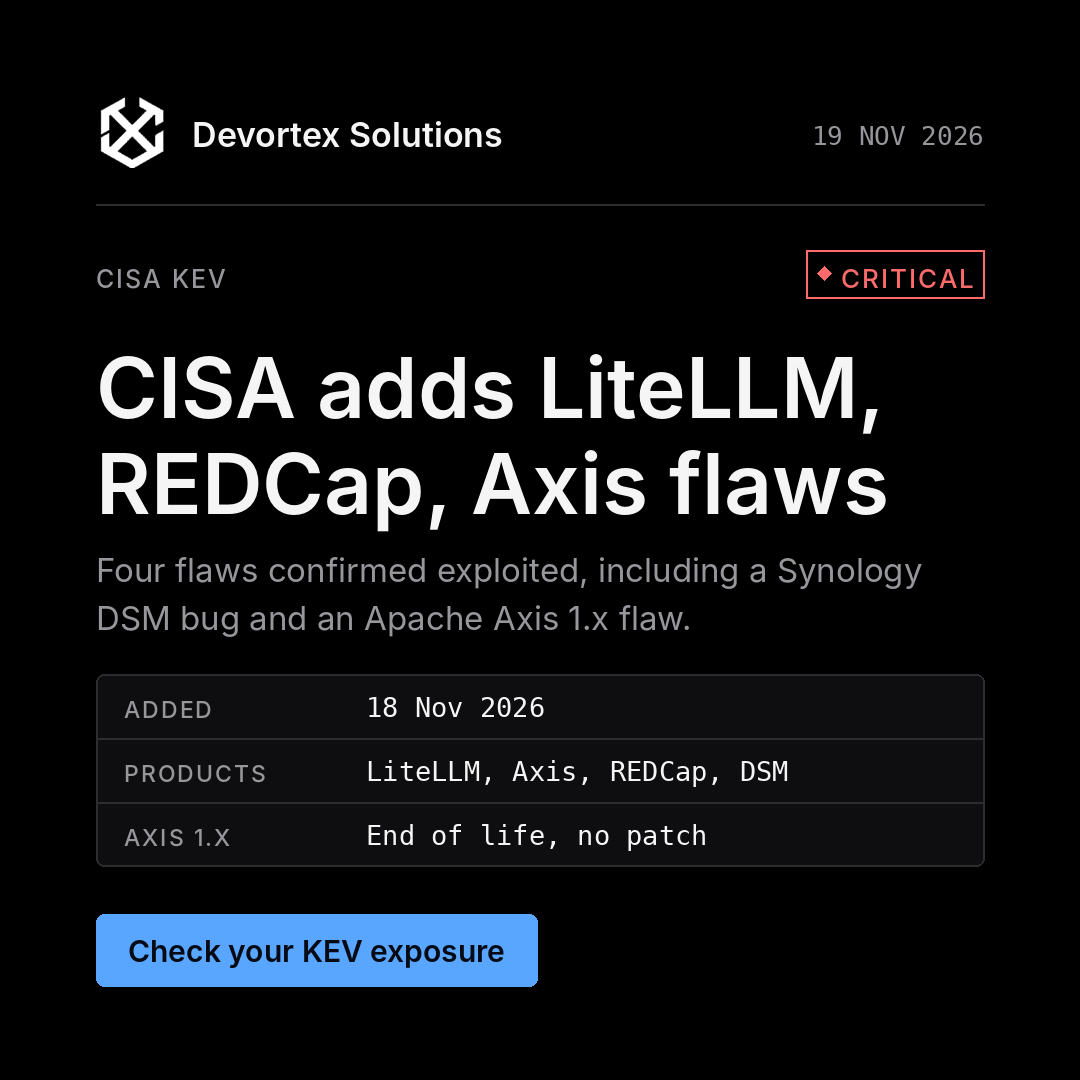 Devortex Solutions
19 NOV 2026
CISA KEV
CRITICAL
CISA adds LiteLLM,
REDCap, Axis flaws
Four flaws confirmed exploited, including a Synology
DSM bug and an Apache Axis 1.x flaw.
ADDED 18 Nov 2026
PRODUCTS LiteLLM, Axis, REDCap, DSM
AXIS 1.X End of life, no patch
Check your KEV exposure